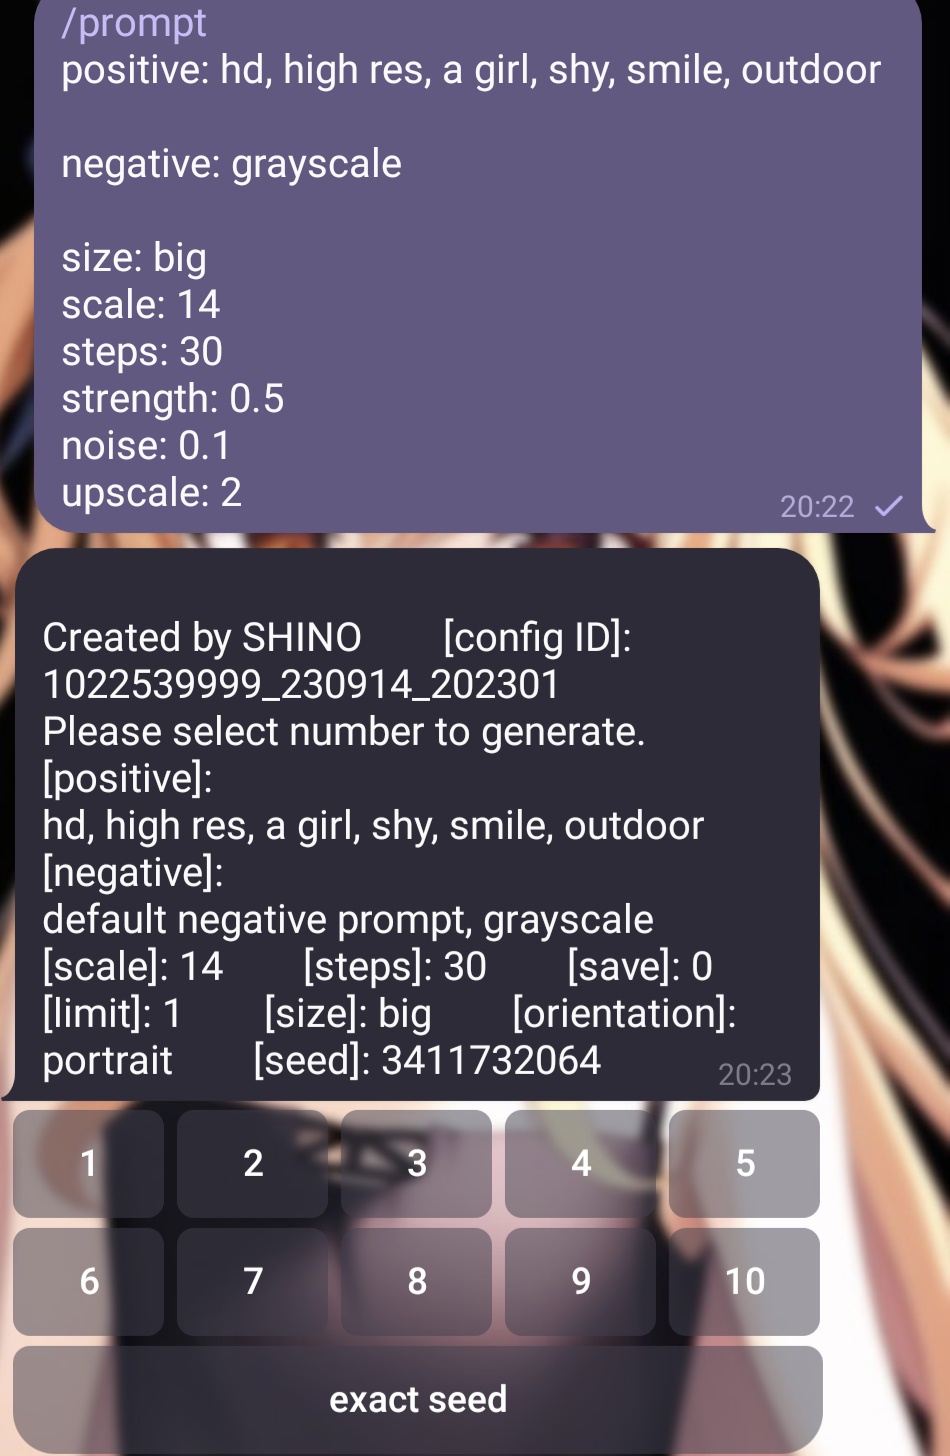 /prompt
positive: hd, high res, a girl, shy, smile, outdoor
negative: grayscale
size: big
scale: 14
steps: 30
strength: 0.5
noise: 0.1
upscale: 2
20:22
Created by SHINO [config ID]:
1022539999_230914_202301
Please select number to generate.
[positive]:
hd, high res, a girl, shy, smile, outdoor
[negative]:
default negative prompt, grayscale
[scale]: 14 [steps]: 30 [save]: 0
[limit]: 1 [size]: big [orientation]:
portrait [seed]: 3411732064
20:23
1 2 3 4 5
6 7 8 9 10
exact seed